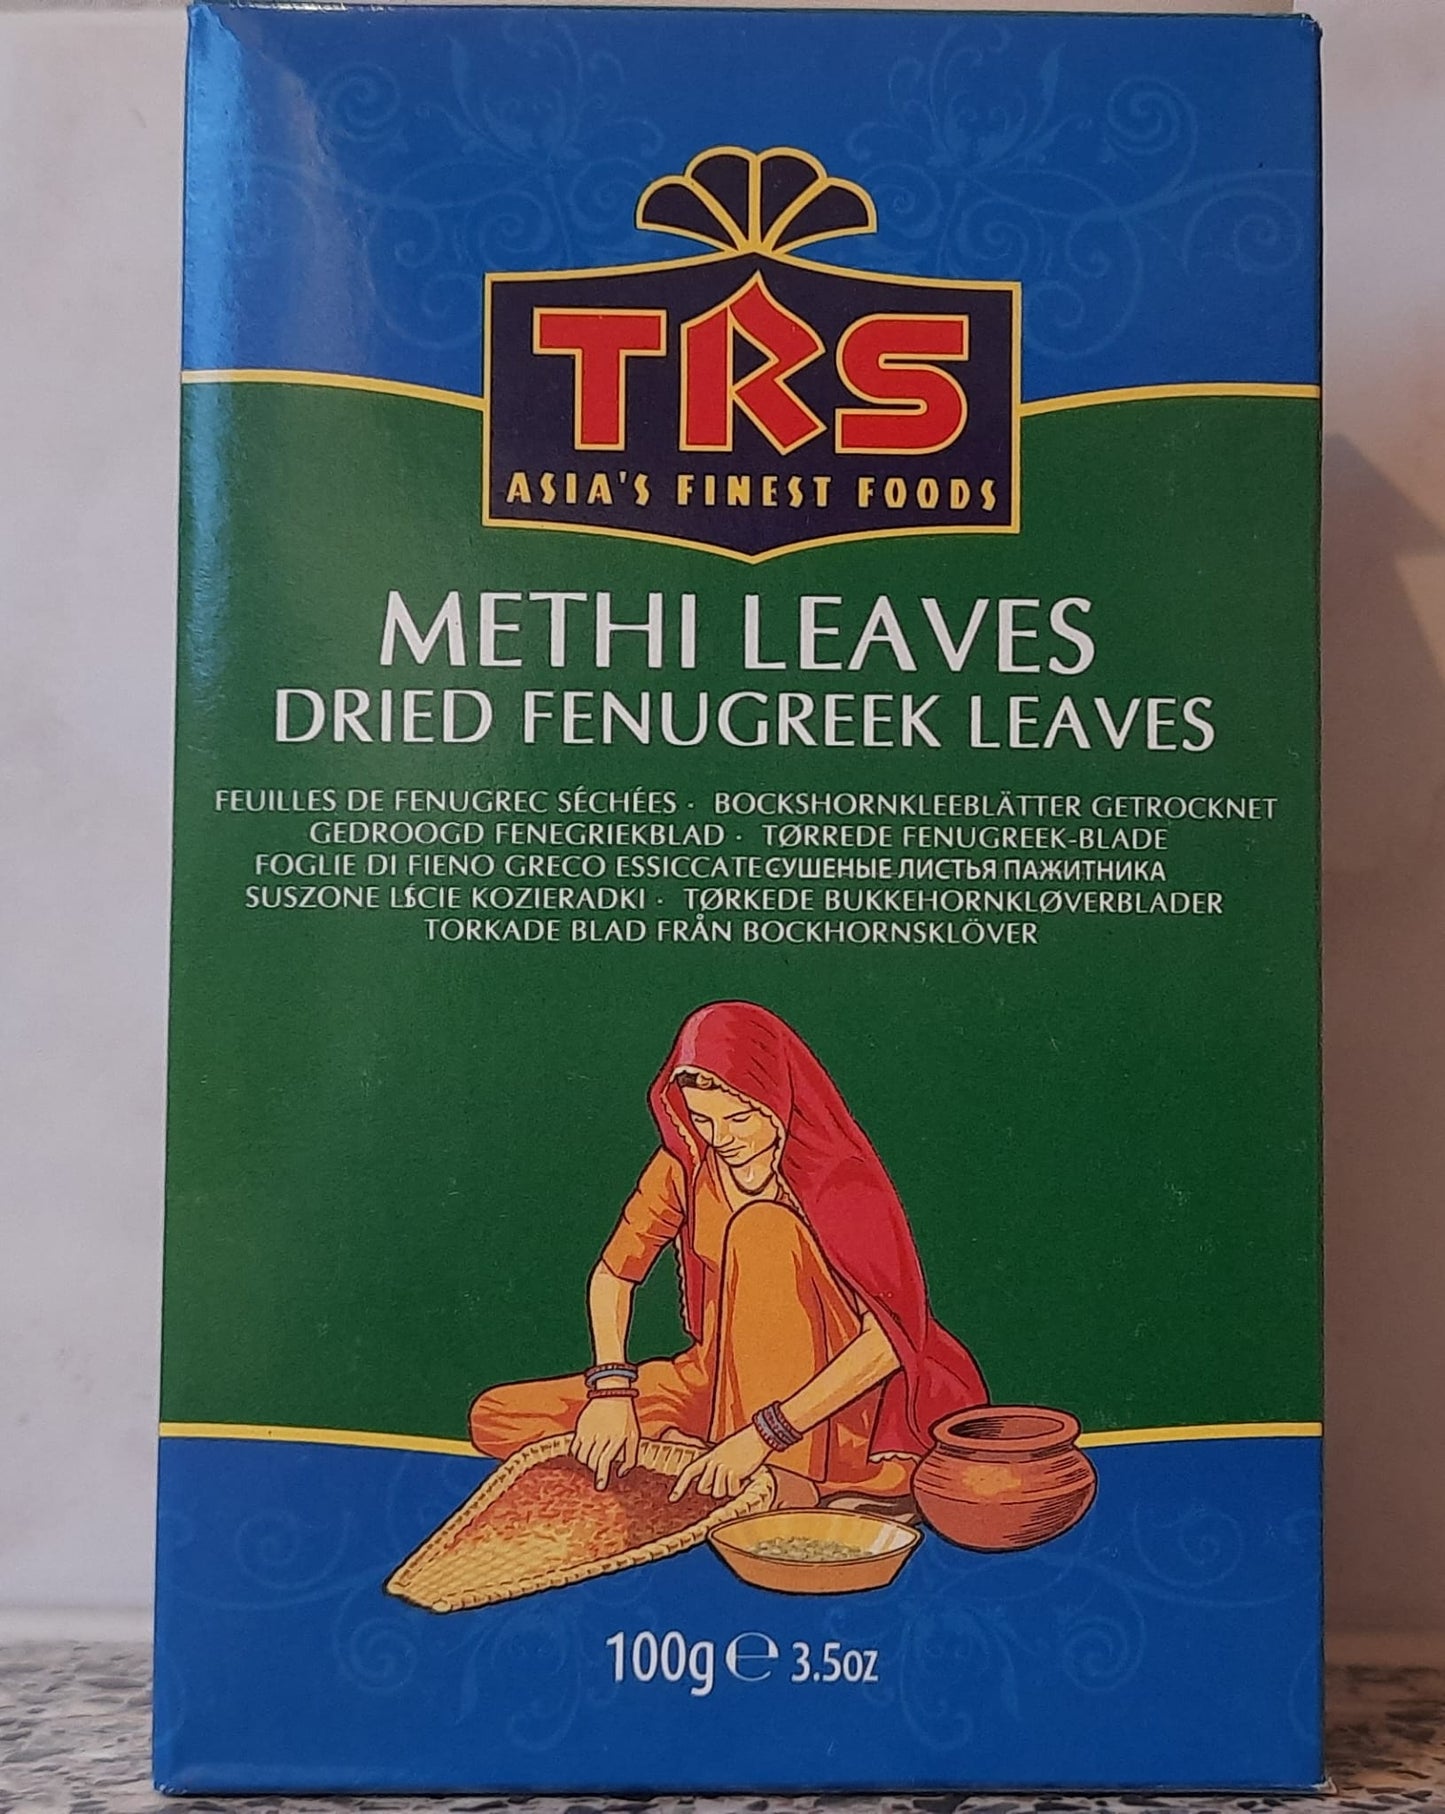 TRS
ASIA'S FINEST FOODS
METHI LEAVES
DRIED FENUGREEK LEAVES
FEUILLES DE FENUGREC SÉCHÉES · BOCKSHORNKLEEBLÄTTER GETROCKNET
GEDROOGD FENEGRIEKBLAD · TØRREDE FENUGREEK-BLADE
FOGLIE DI FIENO GRECO ESSICCATE СУШЕНЫЕ ЛИСТЬЯ ПАЖИТНИКА
SUSZONE LŚCIE KOZIERADKI · TØRKEDE BUKKEHORNKLØVERBLADER
TORKADE BLAD FRÅN BOCKHORNSKLÖVER
100g ℮ 3.5oz